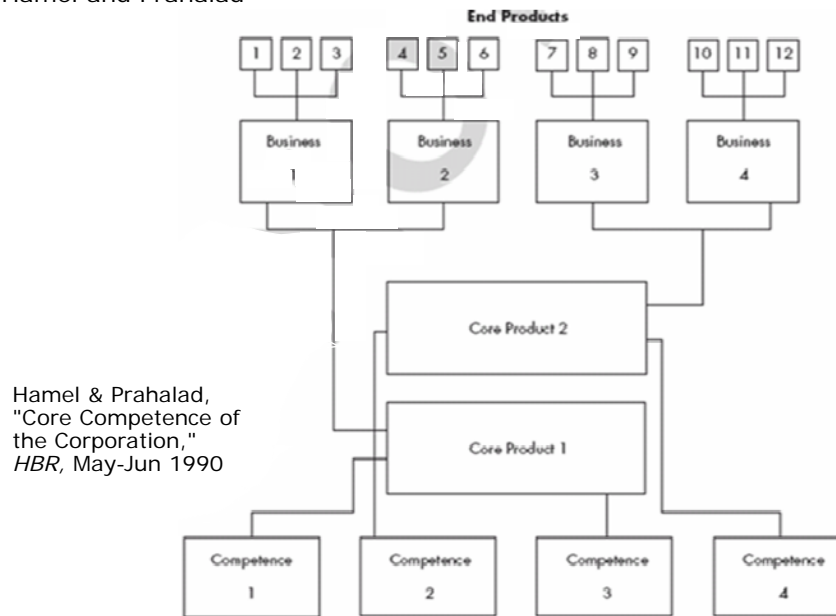 Hamel and Prahalad
End Products
1 2 3 4 5 6 7 8 9 10 11 12
Business 1
Business 2
Business 3
Business 4
Core Product 2
Hamel & Prahalad,
"Core Competence of
the Corporation,"
HBR, May-Jun 1990
Core Product 1
Competence 1
Competence 2
Competence 3
Competence 4